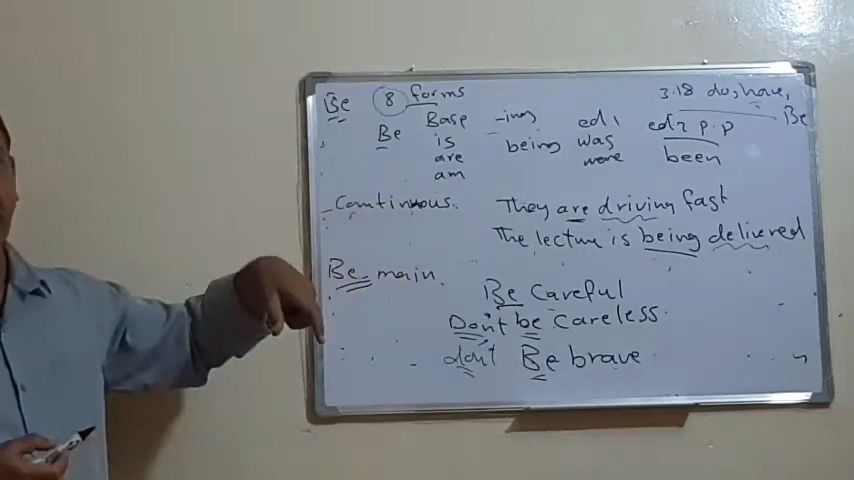 Be 8 forms 3.18 do, have, Be
Be Base -ing ed1 ed2 p.p
is being was been
are were
am
Continuous. They are driving fast
The lecture is being delivered
Be main. Be Careful
Don't be careless
don't Be brave